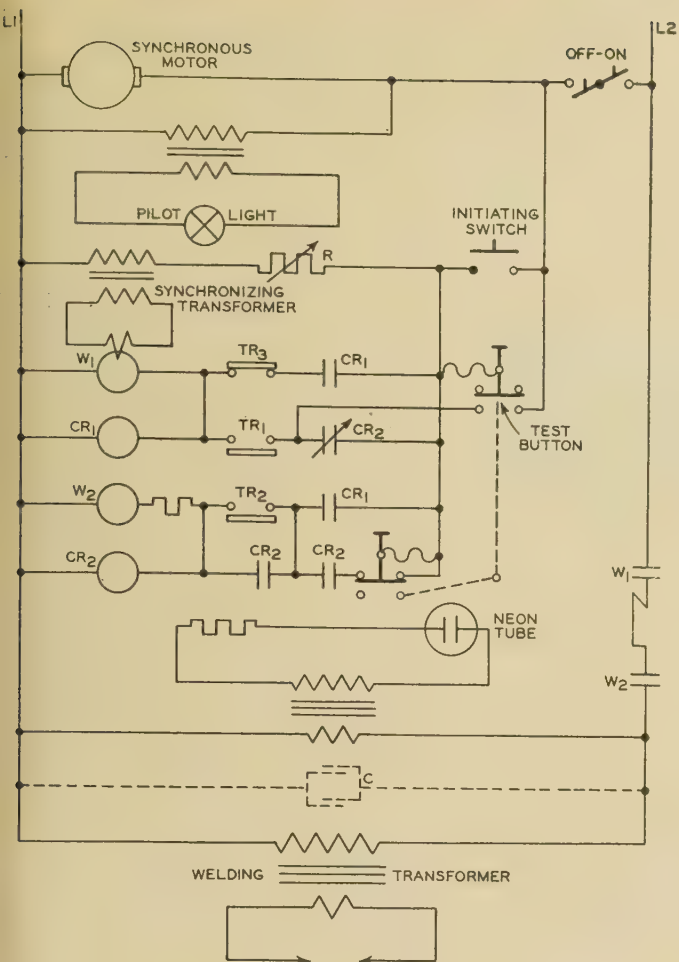 L1
L2
SYNCHRONOUS
MOTOR
OFF-ON
PILOT LIGHT
INITIATING
SWITCH
R
SYNCHRONIZING
TRANSFORMER
W1
TR3
CR1
CR1
TR1
CR2
TEST
BUTTON
W2
TR2
CR1
CR2
CR2
CR2
W1
NEON
TUBE
W2
C
WELDING TRANSFORMER